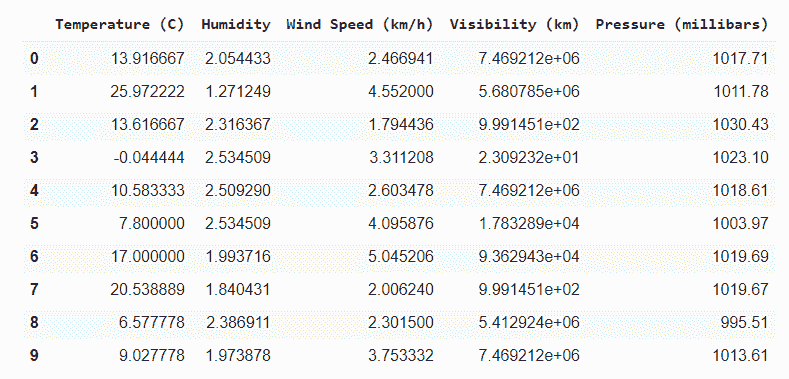 Temperature (C) Humidity Wind Speed (km/h) Visibility (km) Pressure (millibars)
0 13.916667 2.054433 2.466941 7.469212e+06 1017.71
1 25.972222 1.271249 4.552000 5.680785e+06 1011.78
2 13.616667 2.316367 1.794436 9.991451e+02 1030.43
3 -0.044444 2.534509 3.311208 2.309232e+01 1023.10
4 10.583333 2.509290 2.603478 7.469212e+06 1018.61
5 7.800000 2.534509 4.095876 1.783289e+04 1003.97
6 17.000000 1.993716 5.045206 9.362943e+04 1019.69
7 20.538889 1.840431 2.006240 9.991451e+02 1019.67
8 6.577778 2.386911 2.301500 5.412924e+06 995.51
9 9.027778 1.973878 3.753332 7.469212e+06 1013.61